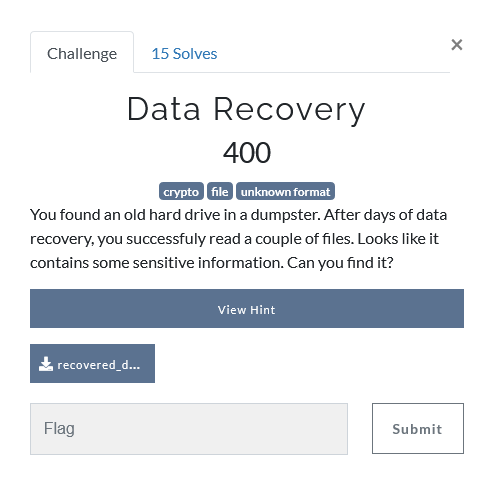 Challenge
15 Solves
×
Data Recovery
400
crypto file unknown format
You found an old hard drive in a dumpster. After days of data
recovery, you successfuly read a couple of files. Looks like it
contains some sensitive information. Can you find it?
View Hint
recovered_d...
Flag
Submit